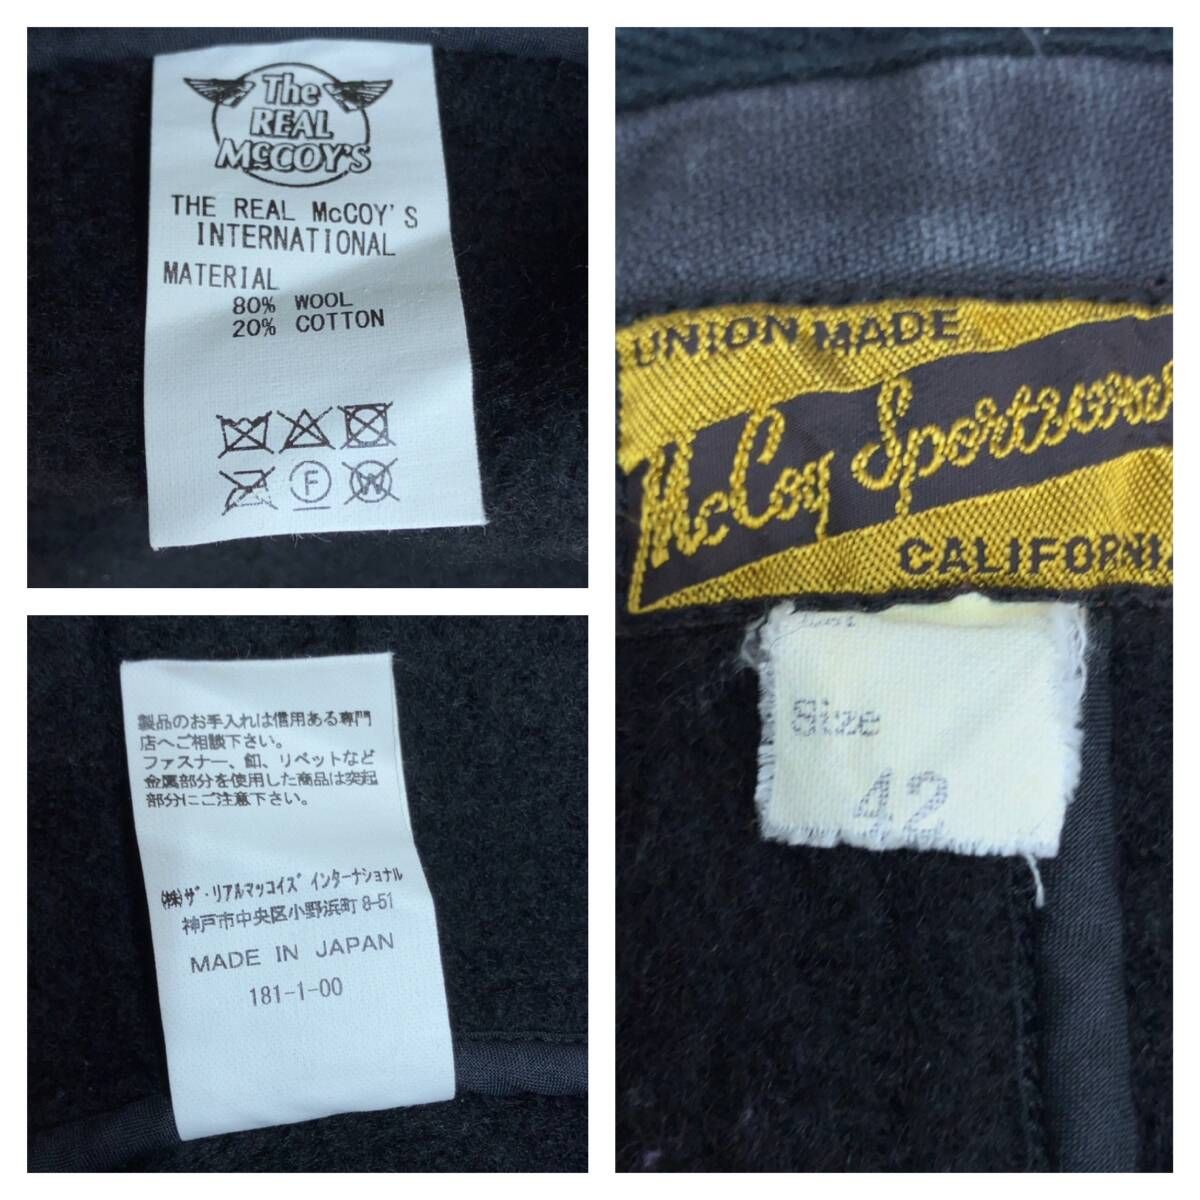 The
REAL
McCOY'S
THE REAL McCOY'S
INTERNATIONAL
MATERIAL
80% WOOL
20% COTTON
F
W
製品のお手入れは信用ある専門
店へご相談下さい。
ファスナー、釦、リベットなど
金属部分を使用した商品は突起
部分にご注意下さい。
(株)ザ・リアルマッコイズ インターナショナル
神戸市中央区小野浜町8-51
MADE IN JAPAN
181-1-00
UNION MADE
McCoy Sportswear
CALIFORNIA
Size
42